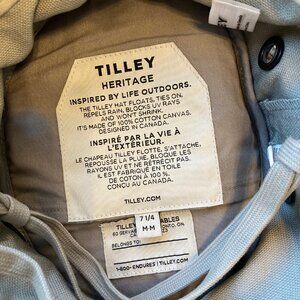 TILLEY
HERITAGE
INSPIRED BY LIFE OUTDOORS.
THE TILLEY HAT FLOATS, TIES ON,
REPELS RAIN, BLOCKS UV RAYS
AND WON'T SHRINK.
IT'S MADE OF 100% COTTON CANVAS.
DESIGNED IN CANADA.
INSPIRÉ PAR LA VIE À
L'EXTÉRIEUR.
LE CHAPEAU TILLEY FLOTTE, S'ATTACHE,
REPOUSSE LA PLUIE, BLOQUE LES
RAYONS UV ET NE RÉTRÉCIT PAS.
IL EST FABRIQUÉ DE TOILE
DE COTON À 100 %.
CONÇU AU CANADA.
TILLEY.COM
7 1/4
M-M
TILLEY
BELONGS TO:
1-800-ENDURES | TILLEY.COM